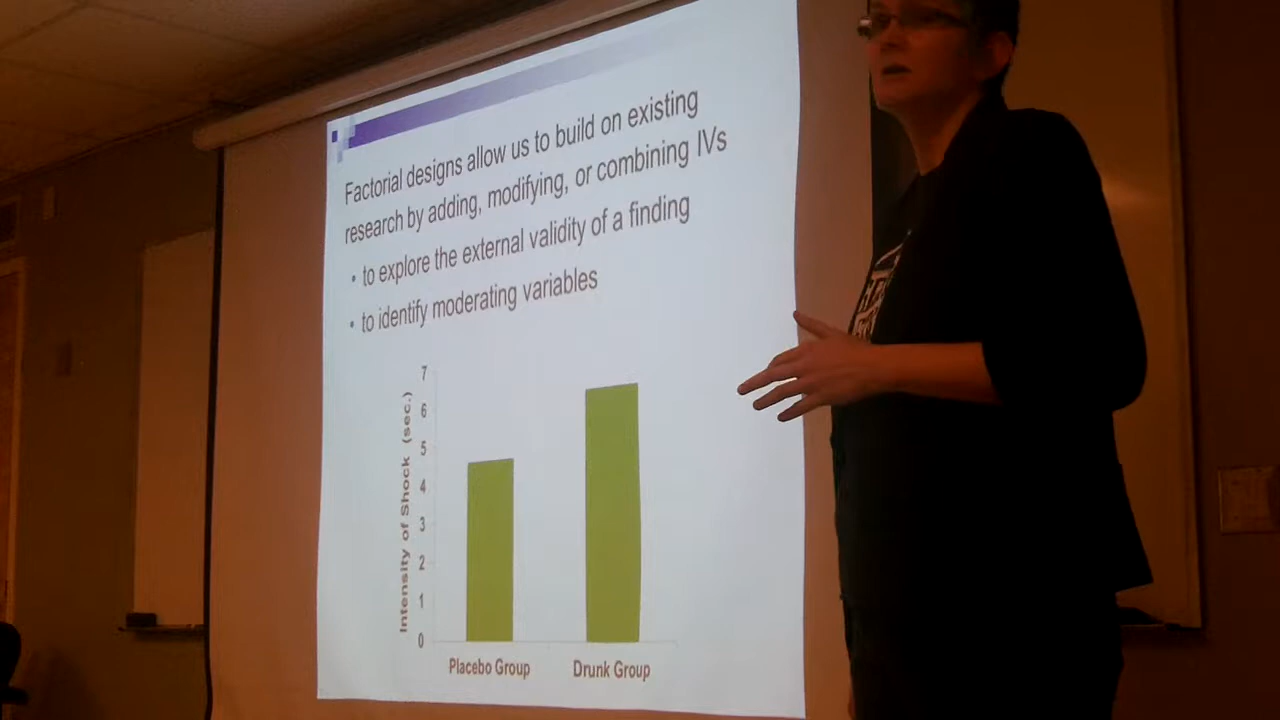 Factorial designs allow us to build on existing
research by adding, modifying, or combining IVs
• to explore the external validity of a finding
• to identify moderating variables
Intensity of Shock (sec.)
7
6
5
4
3
2
1
0
Placebo Group
Drunk Group